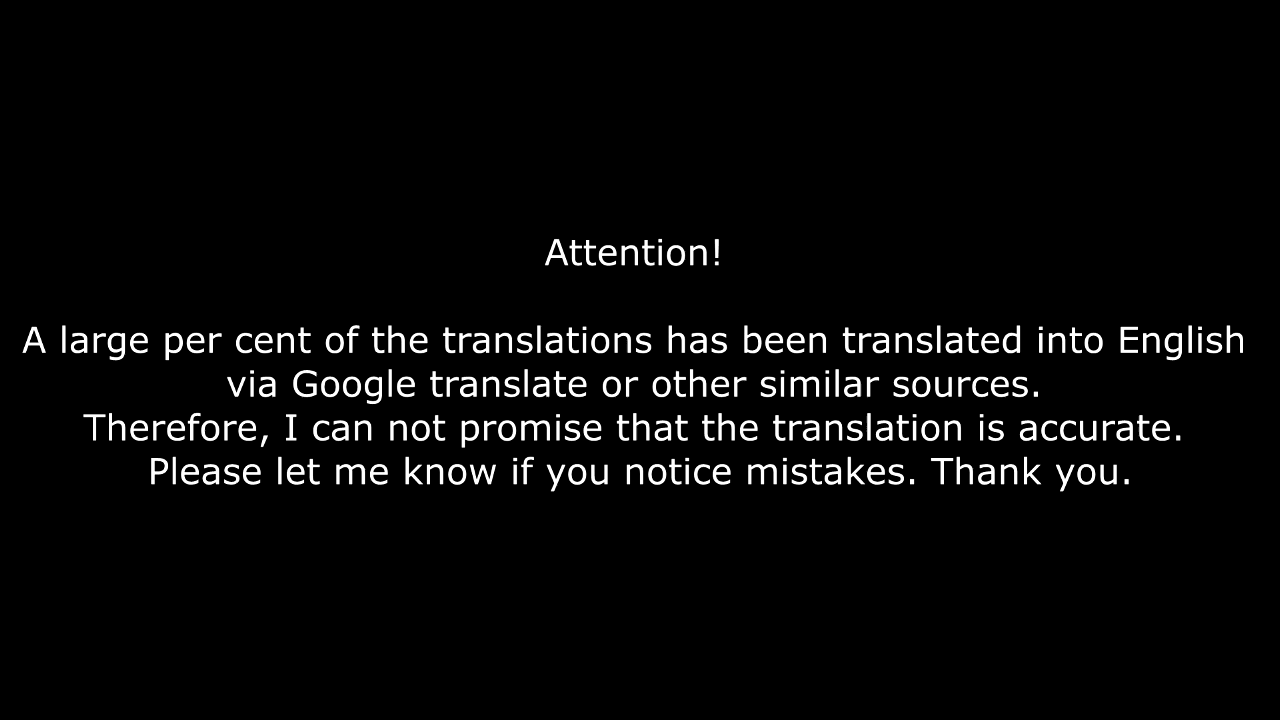 Attention!
A large per cent of the translations has been translated into English
via Google translate or other similar sources.
Therefore, I can not promise that the translation is accurate.
Please let me know if you notice mistakes. Thank you.